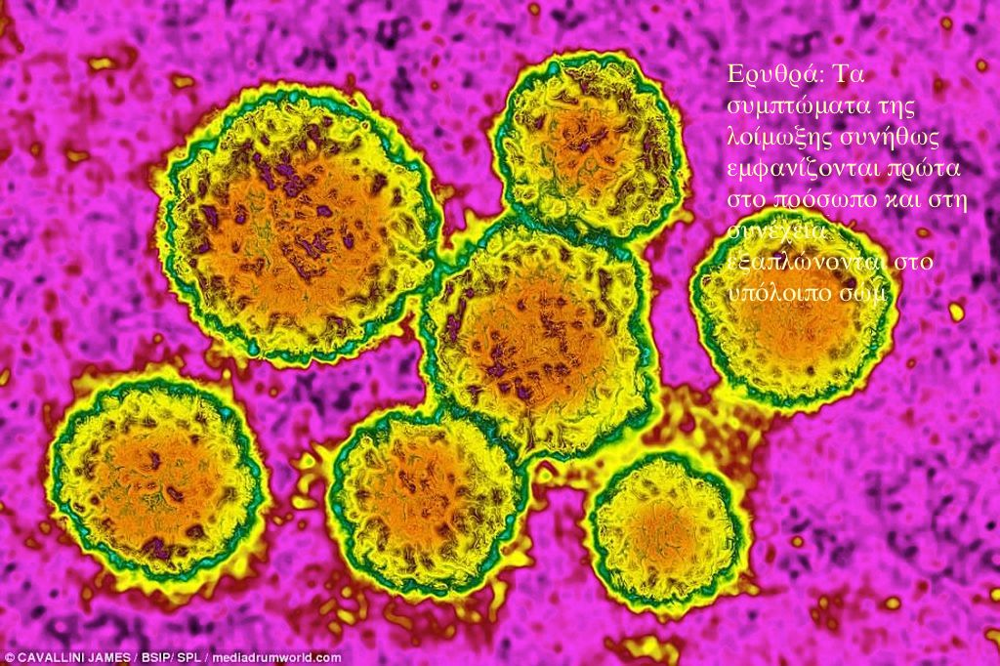 Ερυθρά: Τα
συμπτώματα της
λοίμωξης συνήθως
εμφανίζονται πρώτα
στο πρόσωπο και στη
συνέχεια
εξαπλώνονται στο
υπόλοιπο σωμ
© CAVALLINI JAMES / BSIP/ SPL / mediadrumworld.com